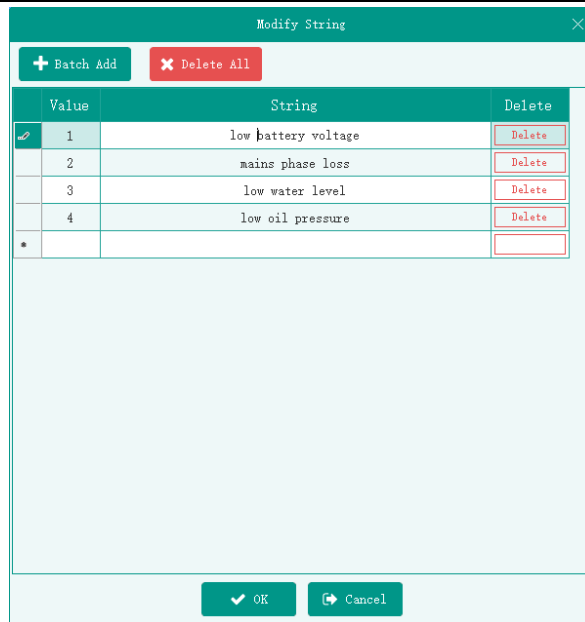 Modify String
Batch Add Delete All
Value String Delete
1 low battery voltage Delete
2 mains phase loss Delete
3 low water level Delete
4 low oil pressure Delete
*
OK Cancel